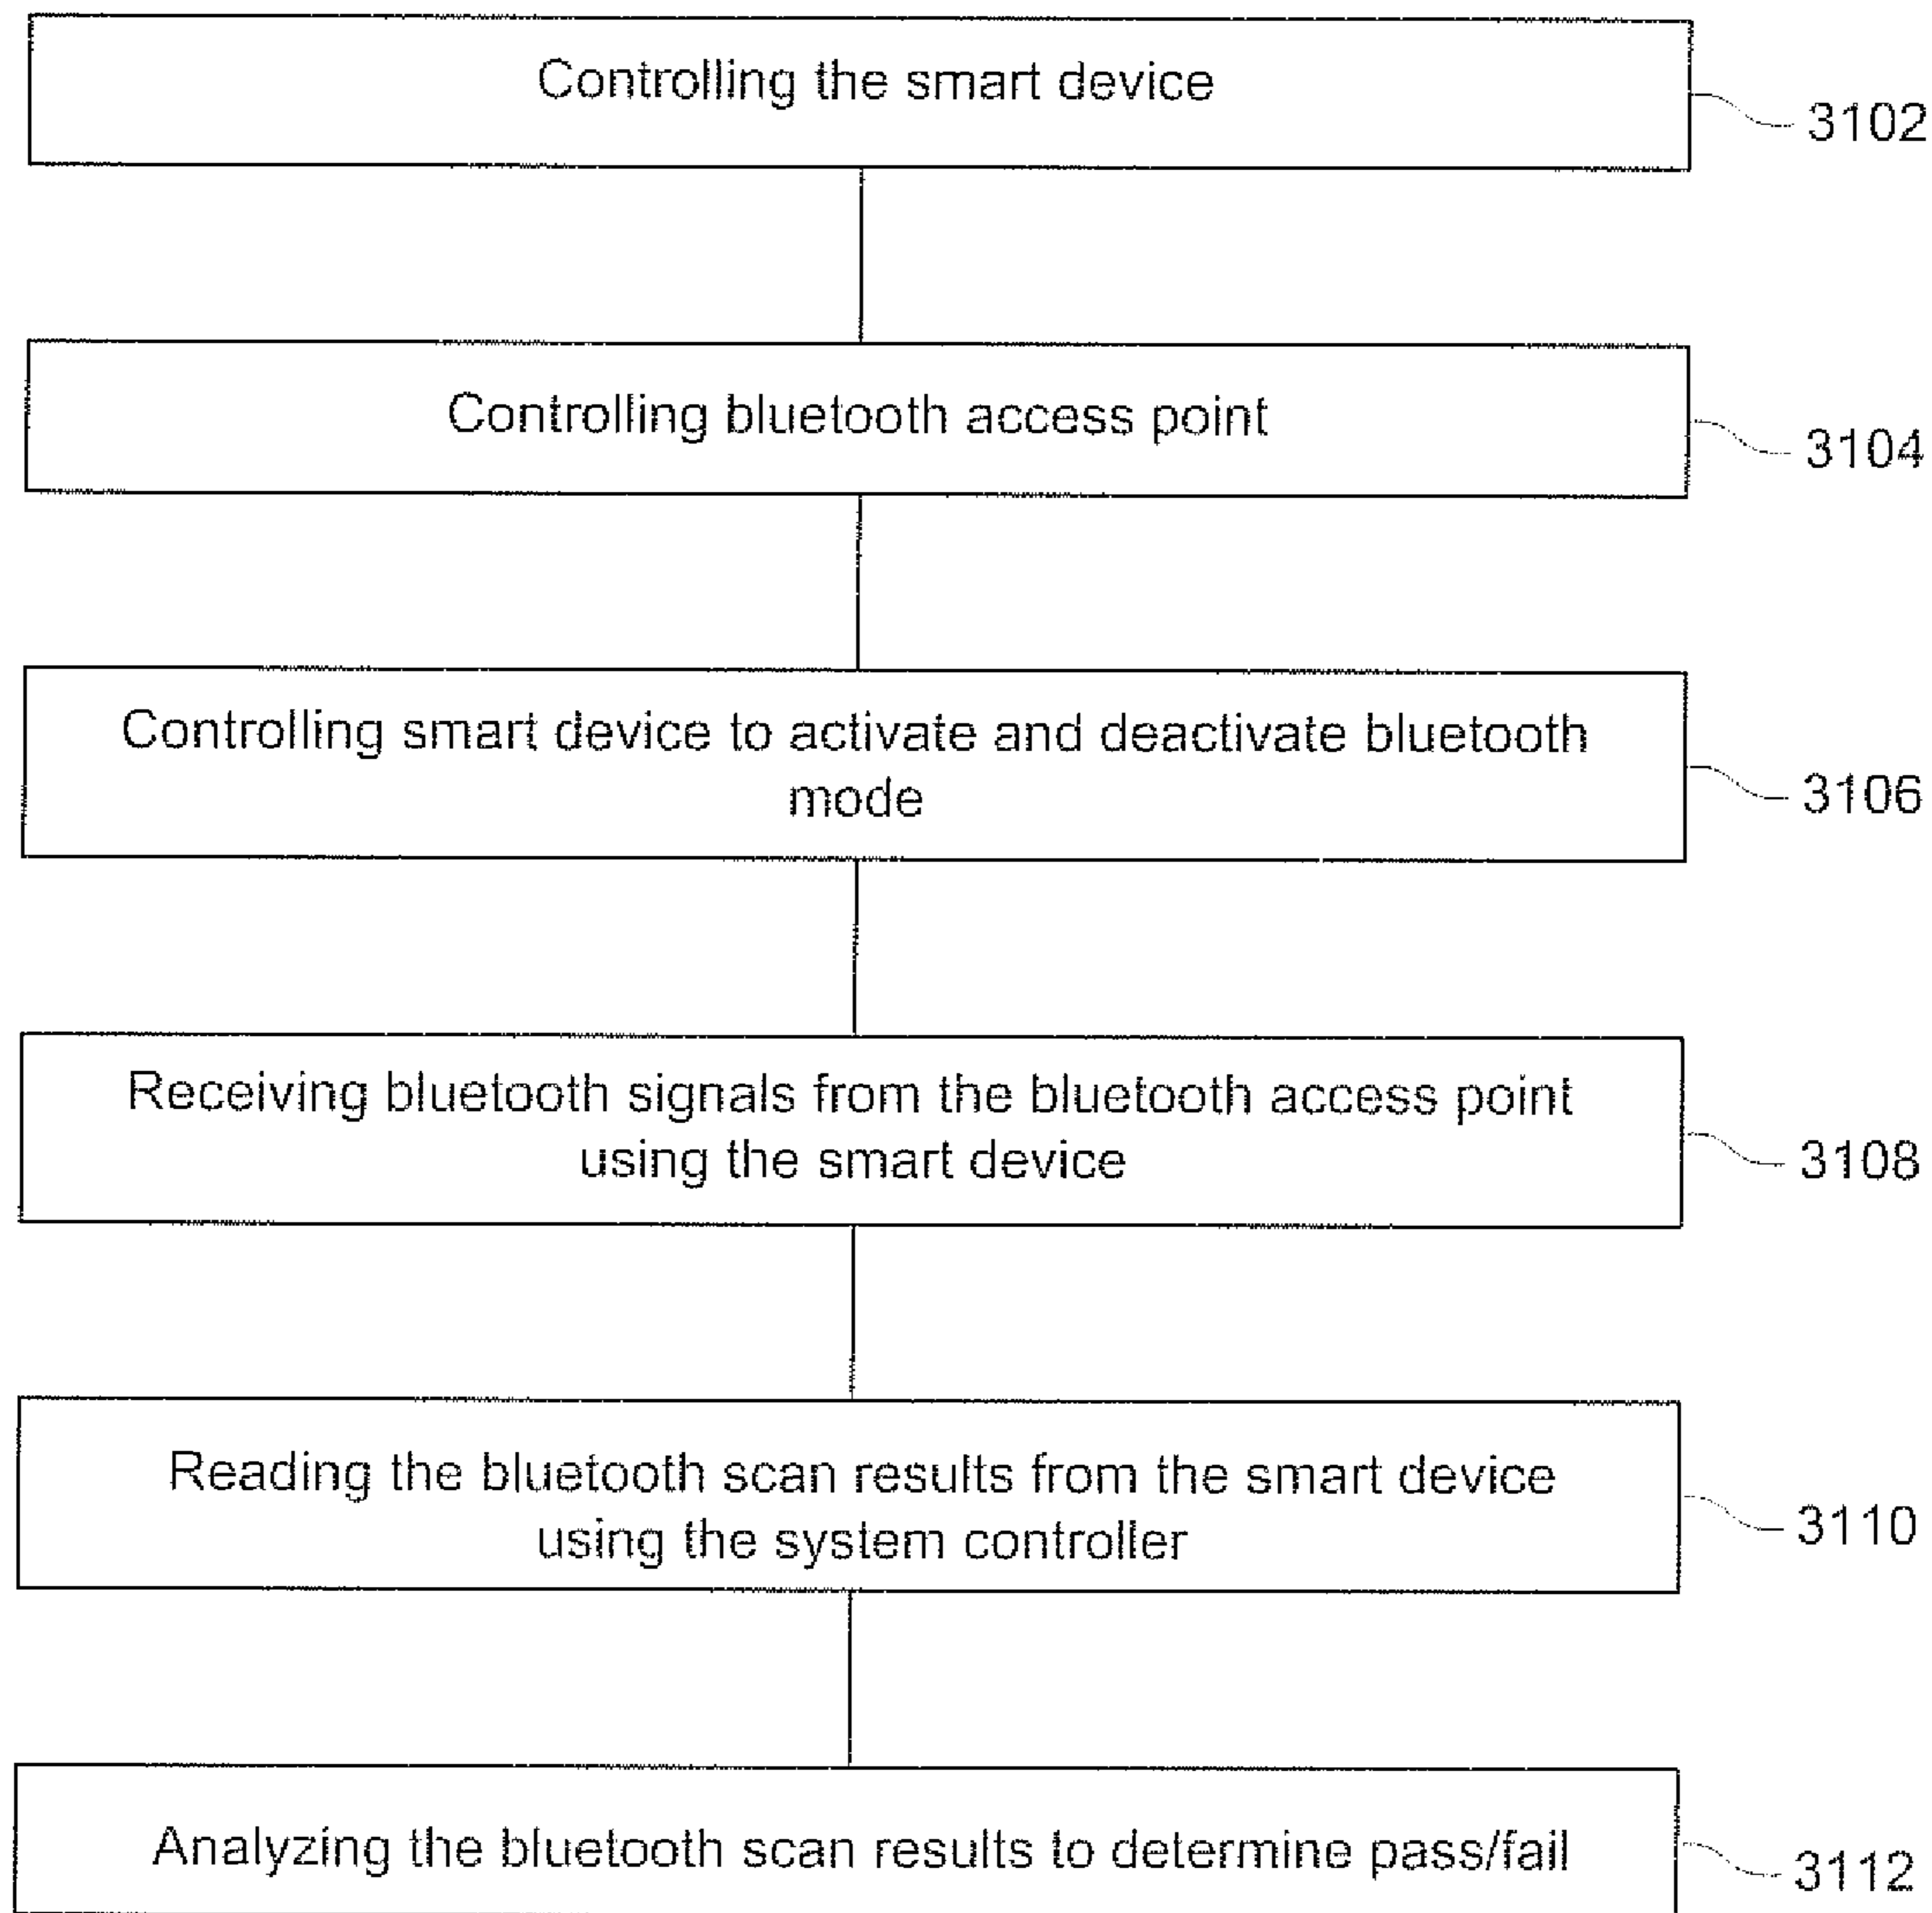 Controlling the smart device
3102
Controlling bluetooth access point
3104
Controlling smart device to activate and deactivate bluetooth
mode
3106
Receiving bluetooth signals from the bluetooth access point
using the smart device
3108
Reading the bluetooth scan results from the smart device
using the system controller
3110
Analyzing the bluetooth scan results to determine pass/fail
3112